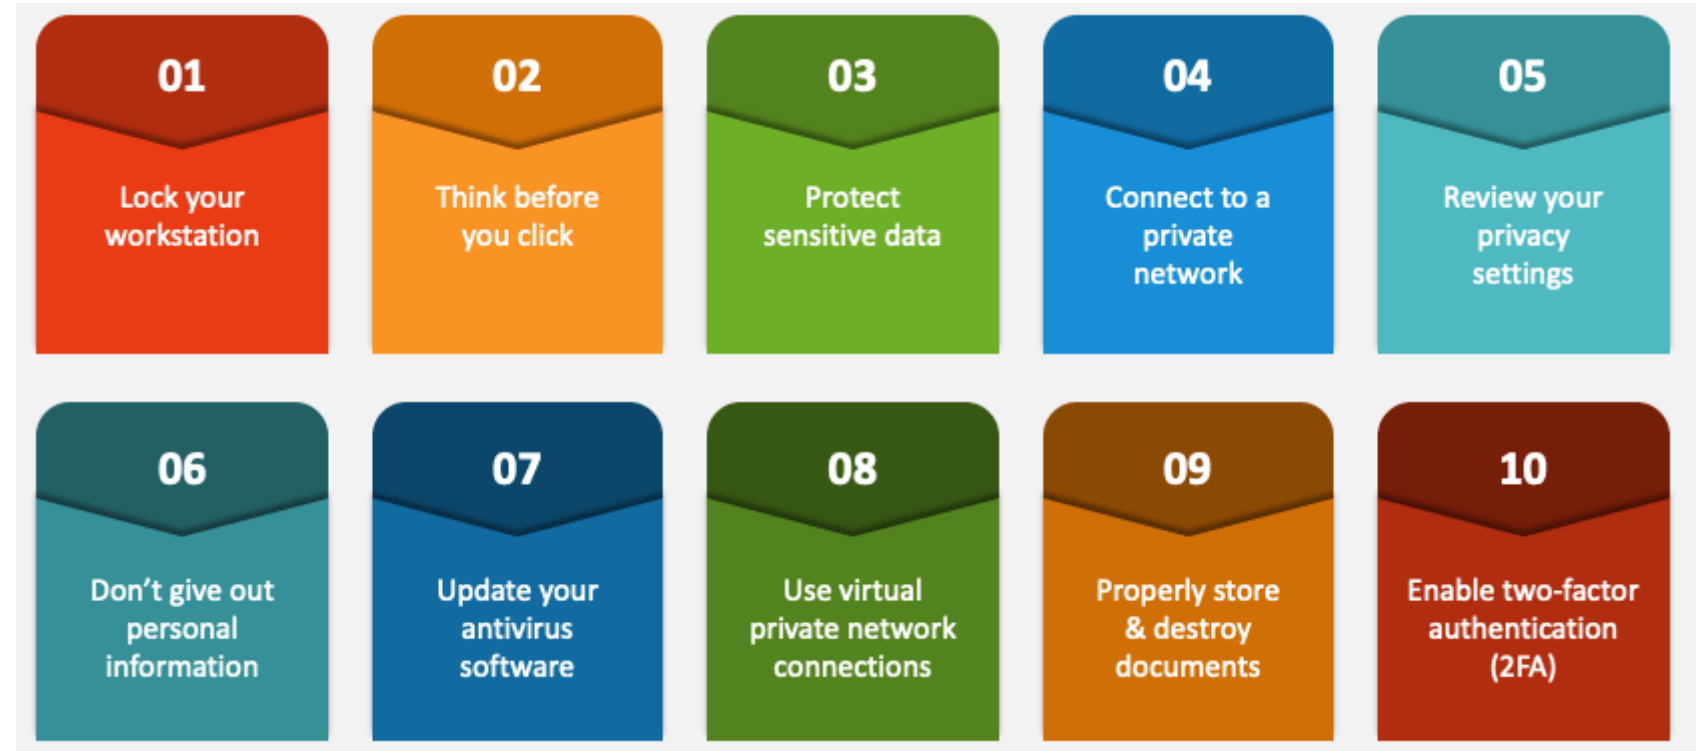 01
Lock your
workstation
02
Think before
you click
03
Protect
sensitive data
04
Connect to a
private
network
05
Review your
privacy
settings
06
Don’t give out
personal
information
07
Update your
antivirus
software
08
Use virtual
private network
connections
09
Properly store
& destroy
documents
10
Enable two-factor
authentication
(2FA)